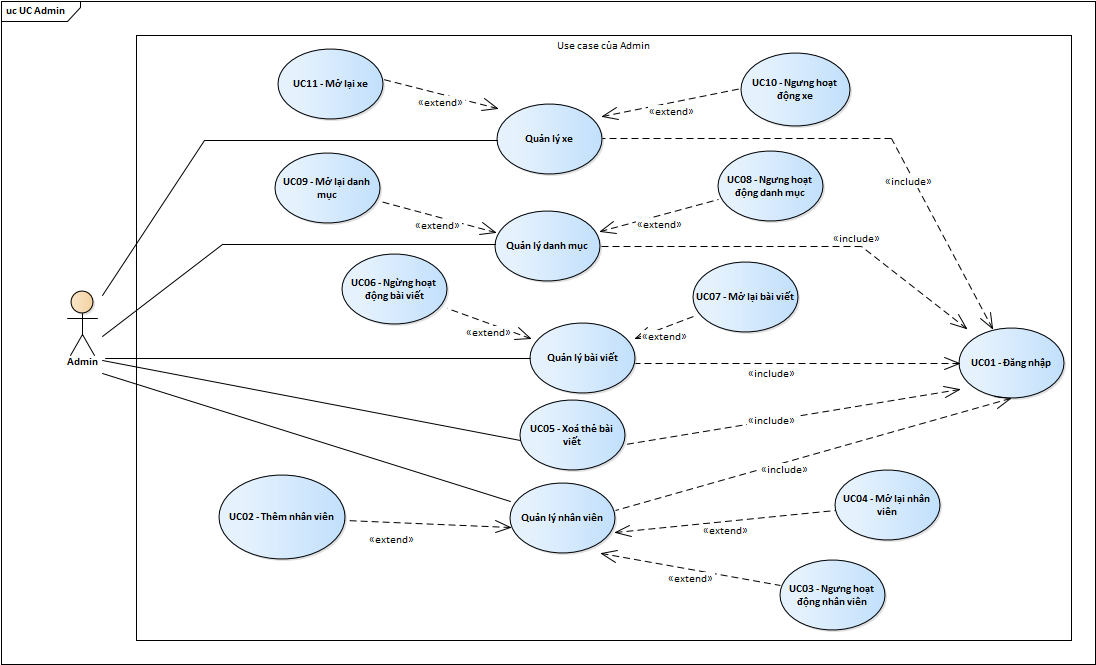 uc UC Admin
Use case của Admin
UC11 - Mở lại xe
«extend»
UC10 - Ngưng hoạt
động xe
«extend»
Quản lý xe
«include»
UC09 - Mở lại danh
mục
«extend»
UC08 - Ngưng hoạt
động danh mục
«extend»
Quản lý danh mục
«include»
UC06 - Ngừng hoạt
động bài viết
«extend»
UC07 - Mở lại bài viết
«extend»
Quản lý bài viết
«include»
Admin
UC01 - Đăng nhập
UC05 - Xoá thẻ bài
viết
«include»
«include»
UC02 - Thêm nhân viên
«extend»
Quản lý nhân viên
UC04 - Mở lại nhân
viên
«extend»
«extend»
UC03 - Ngưng hoạt
động nhân viên